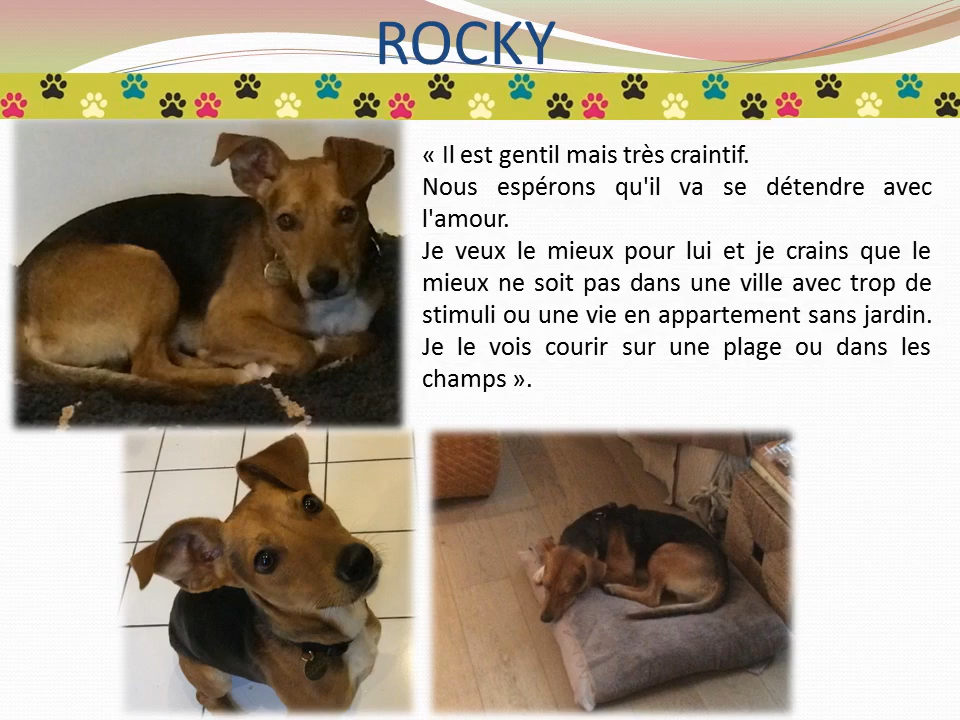 ROCKY
« Il est gentil mais très craintif.
Nous espérons qu'il va se détendre avec
l'amour.
Je veux le mieux pour lui et je crains que le
mieux ne soit pas dans une ville avec trop de
stimuli ou une vie en appartement sans jardin.
Je le vois courir sur une plage ou dans les
champs ».